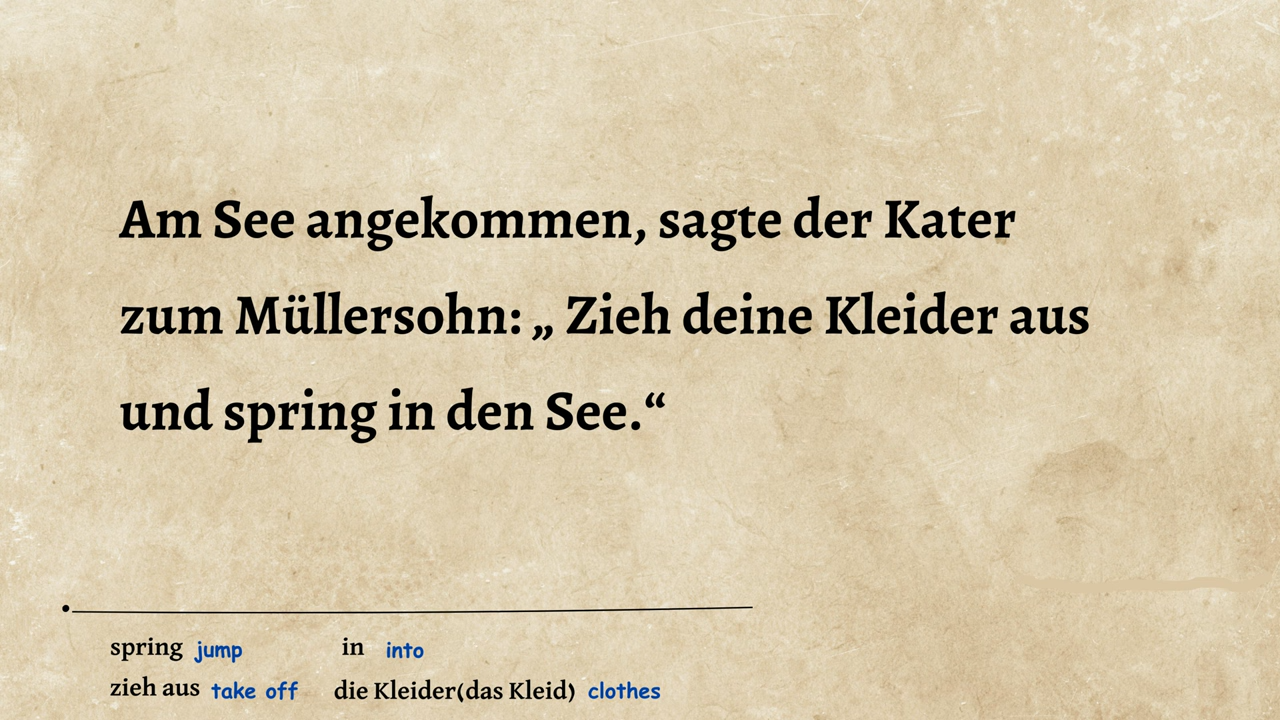 Am See angekommen, sagte der Kater
zum Müllersohn: „ Zieh deine Kleider aus
und spring in den See.“
spring jump in into
zieh aus take off die Kleider(das Kleid) clothes